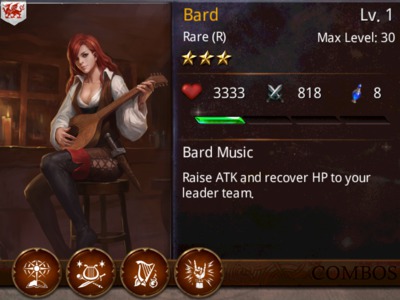 Bard
Lv. 1
Rare (R)
Max Level: 30
3333
818
8
Bard Music
Raise ATK and recover HP to your
leader team.
COMBOS